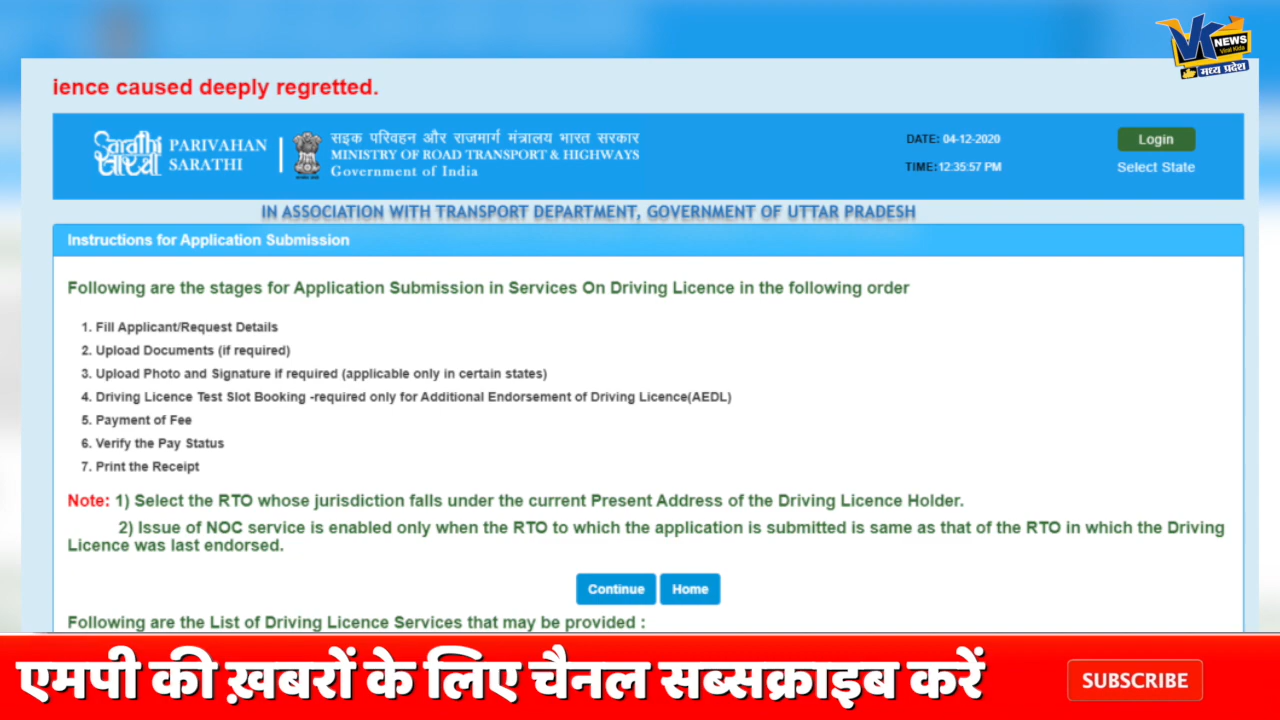 VK NEWS
Viral Kida
मध्य प्रदेश
ience caused deeply regretted.
Sarathi
सारथी
PARIVAHAN
SARATHI
सड़क परिवहन और राजमार्ग मंत्रालय भारत सरकार
MINISTRY OF ROAD TRANSPORT & HIGHWAYS
Government of India
DATE: 04-12-2020
TIME:12:35:57 PM
Login
Select State
IN ASSOCIATION WITH TRANSPORT DEPARTMENT, GOVERNMENT OF UTTAR PRADESH
Instructions for Application Submission
Following are the stages for Application Submission in Services On Driving Licence in the following order
1. Fill Applicant/Request Details
2. Upload Documents (if required)
3. Upload Photo and Signature if required (applicable only in certain states)
4. Driving Licence Test Slot Booking -required only for Additional Endorsement of Driving Licence(AEDL)
5. Payment of Fee
6. Verify the Pay Status
7. Print the Receipt
Note: 1) Select the RTO whose jurisdiction falls under the current Present Address of the Driving Licence Holder.
2) Issue of NOC service is enabled only when the RTO to which the application is submitted is same as that of the RTO in which the Driving
Licence was last endorsed.
Continue Home
Following are the List of Driving Licence Services that may be provided :
एमपी की ख़बरों के लिए चैनल सब्सक्राइब करें
SUBSCRIBE